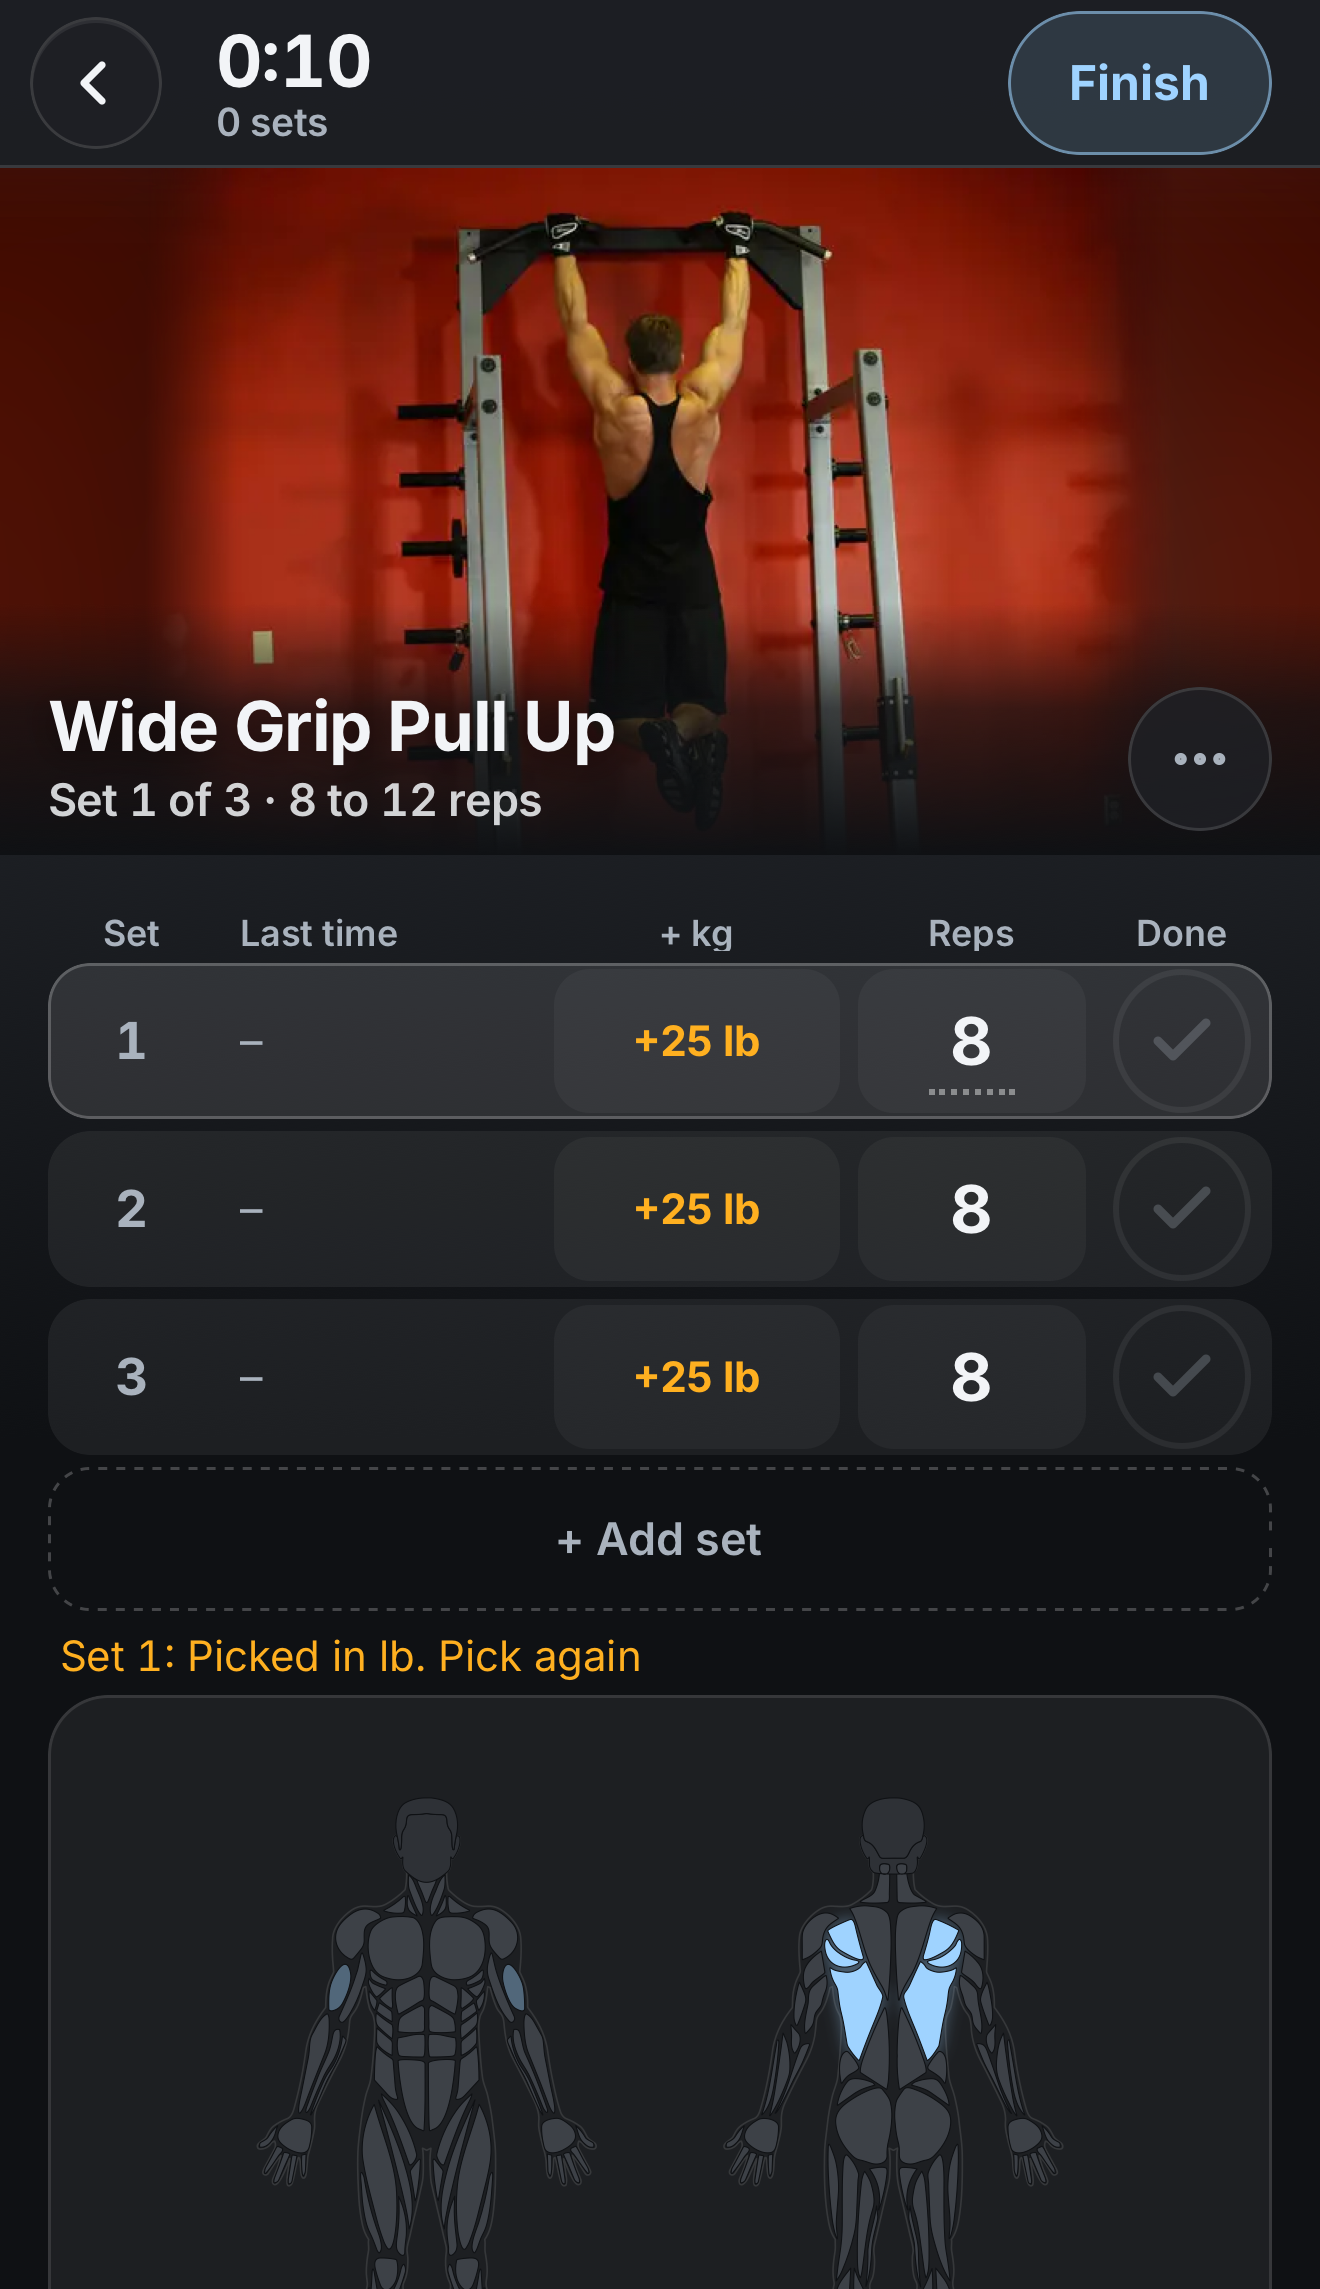 0:10
0 sets
Finish
Wide Grip Pull Up
Set 1 of 3 · 8 to 12 reps
Set Last time + kg Reps Done
1 – +25 lb 8
2 – +25 lb 8
3 – +25 lb 8
+ Add set
Set 1: Picked in lb. Pick again